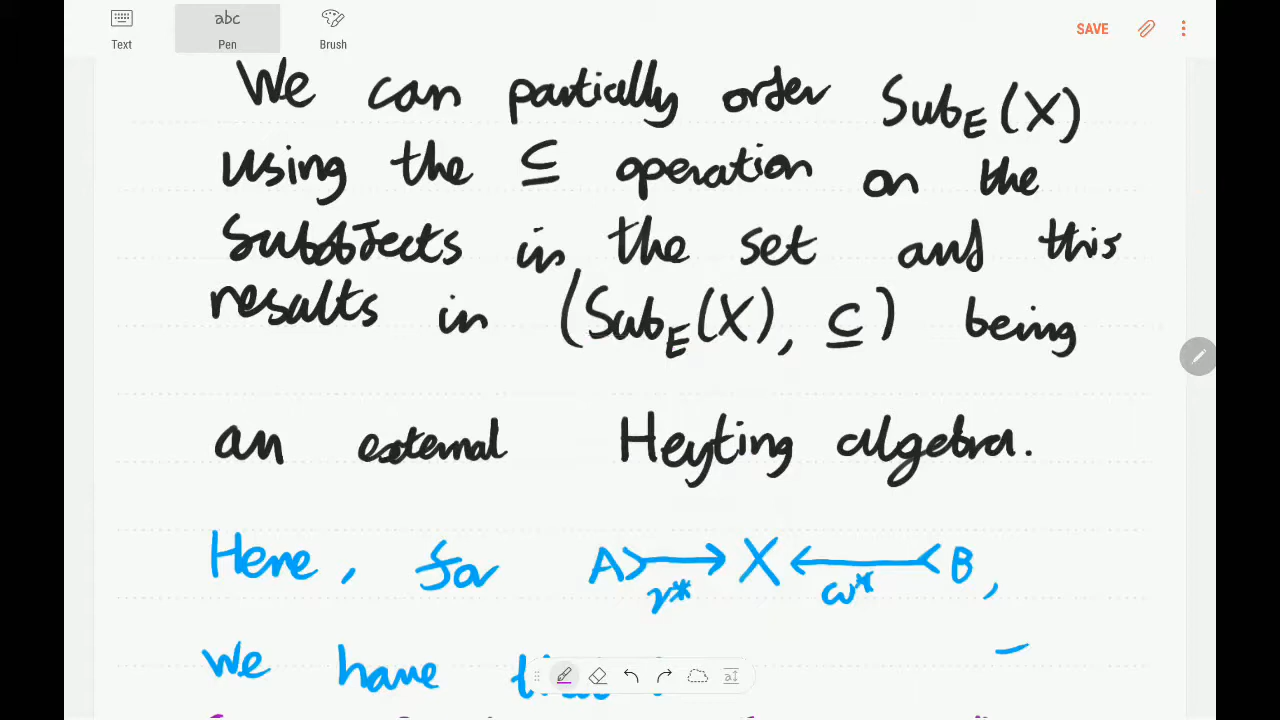 abc
Text
Pen
Brush
SAVE
We can partially order Sub_E(X)
using the ⊆ operation on the
subobjects in the set and this
results in (Sub_E(X), ⊆) being
an external Heyting algebra.
Here, for A >-> X <-< B,
r* ω*
We have